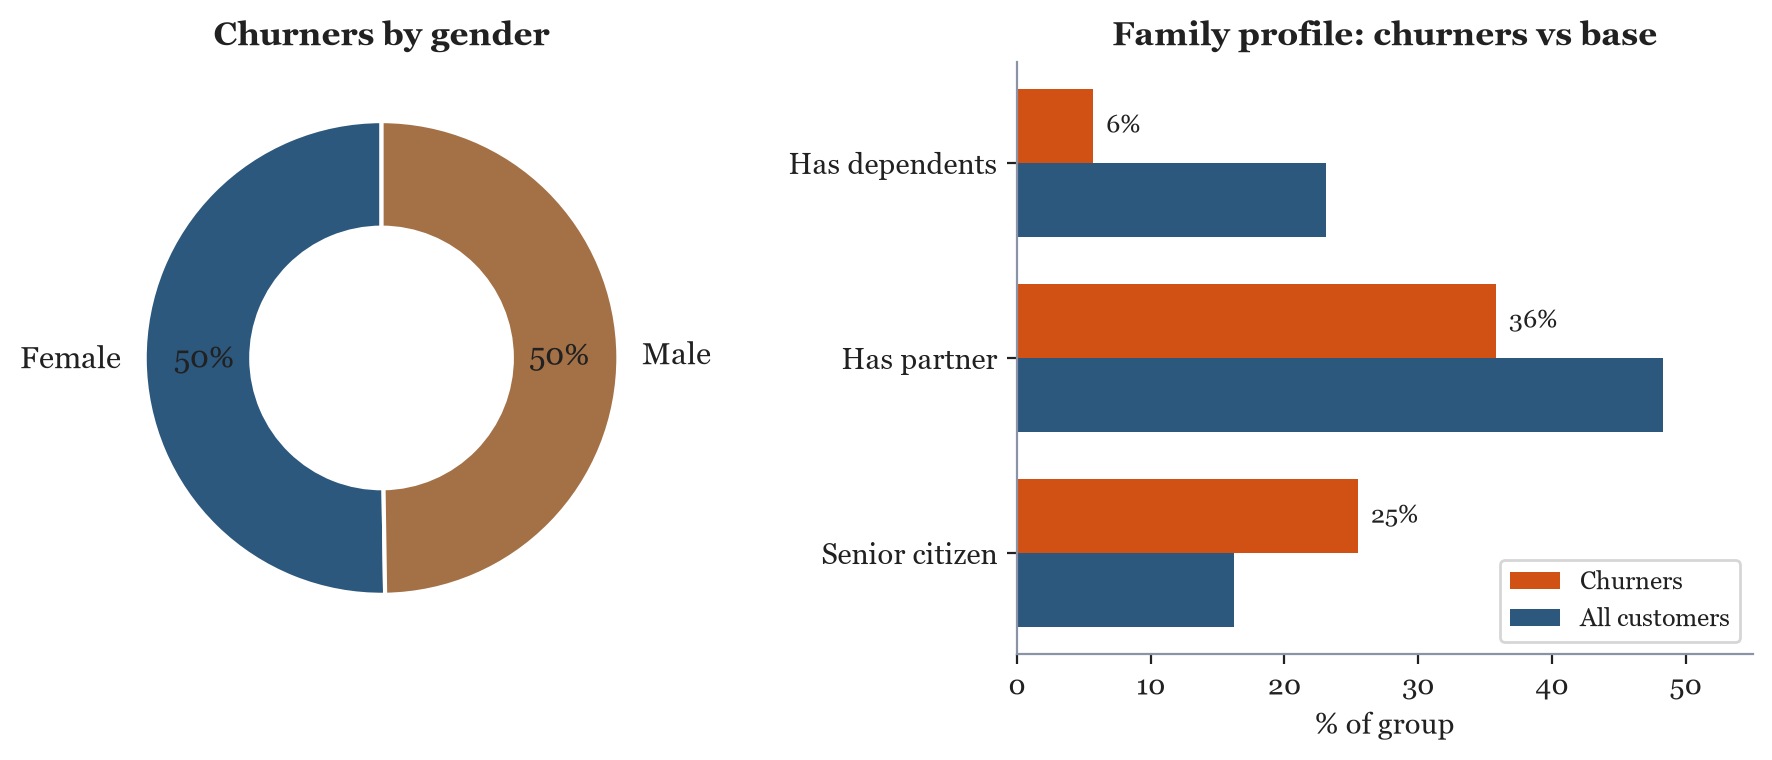 Churners by gender
Female
50%
50%
Male
Family profile: churners vs base
Has dependents
6%
Has partner
36%
Senior citizen
25%
Churners
All customers
0 10 20 30 40 50
% of group